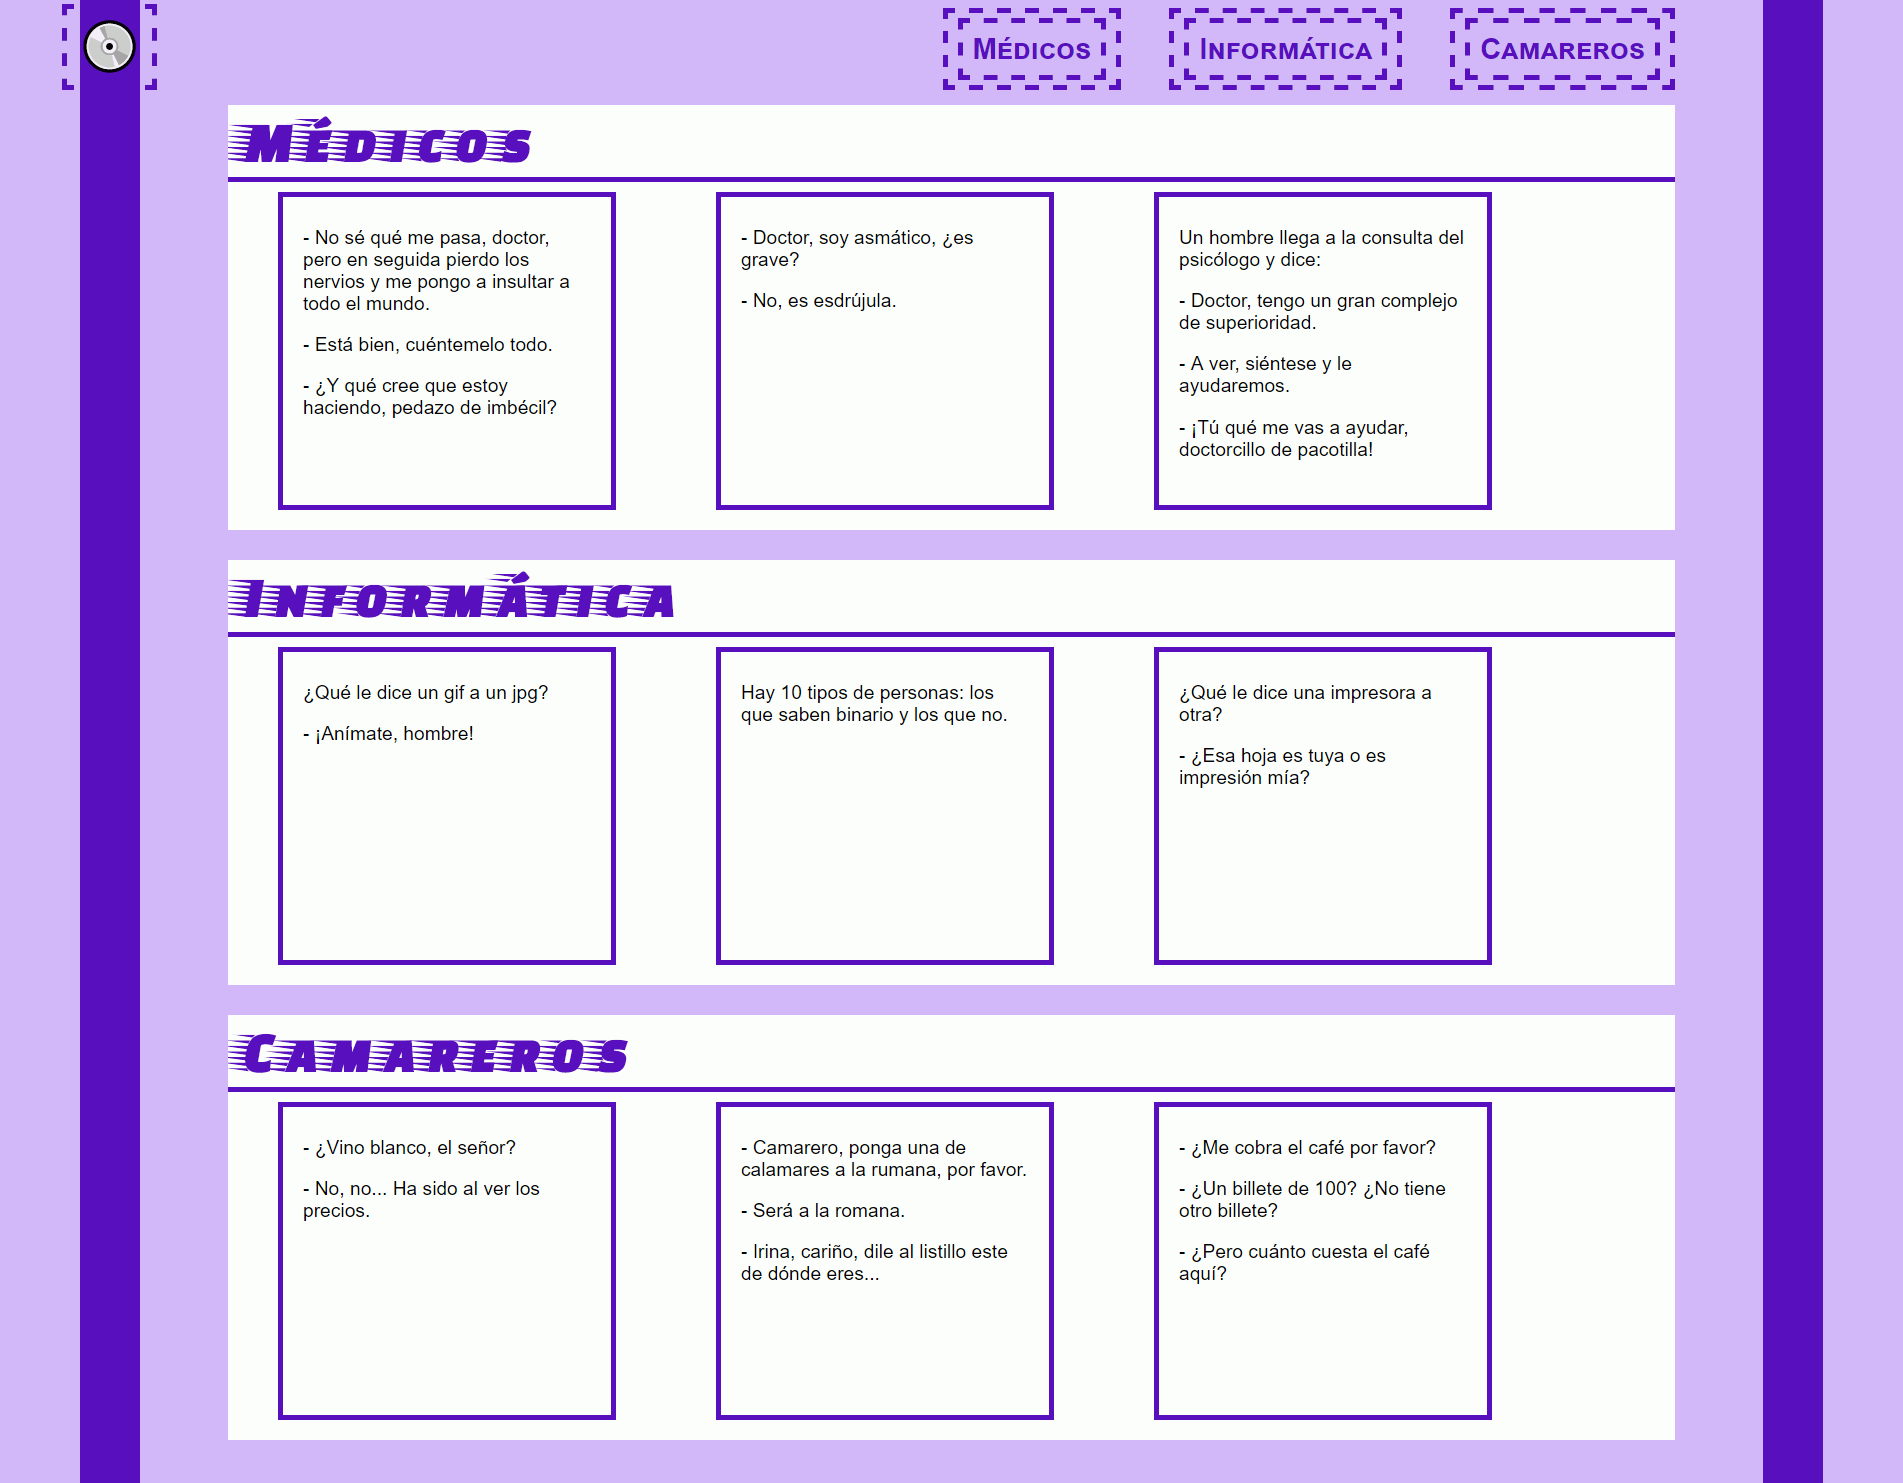 Médicos
Informática
Camareros
Médicos
- No sé qué me pasa, doctor,
pero en seguida pierdo los
nervios y me pongo a insultar a
todo el mundo.
- Está bien, cuéntemelo todo.
- ¿Y qué cree que estoy
haciendo, pedazo de imbécil?
- Doctor, soy asmático, ¿es
grave?
- No, es esdrújula.
Un hombre llega a la consulta del
psicólogo y dice:
- Doctor, tengo un gran complejo
de superioridad.
- A ver, siéntese y le
ayudaremos.
- ¡Tú qué me vas a ayudar,
doctorcillo de pacotilla!
Informática
¿Qué le dice un gif a un jpg?
- ¡Anímate, hombre!
Hay 10 tipos de personas: los
que saben binario y los que no.
¿Qué le dice una impresora a
otra?
- ¿Esa hoja es tuya o es
impresión mía?
Camareros
- ¿Vino blanco, el señor?
- No, no... Ha sido al ver los
precios.
- Camarero, ponga una de
calamares a la rumana, por favor.
- Será a la romana.
- Irina, cariño, dile al listillo este
de dónde eres...
- ¿Me cobra el café por favor?
- ¿Un billete de 100? ¿No tiene
otro billete?
- ¿Pero cuánto cuesta el café
aquí?